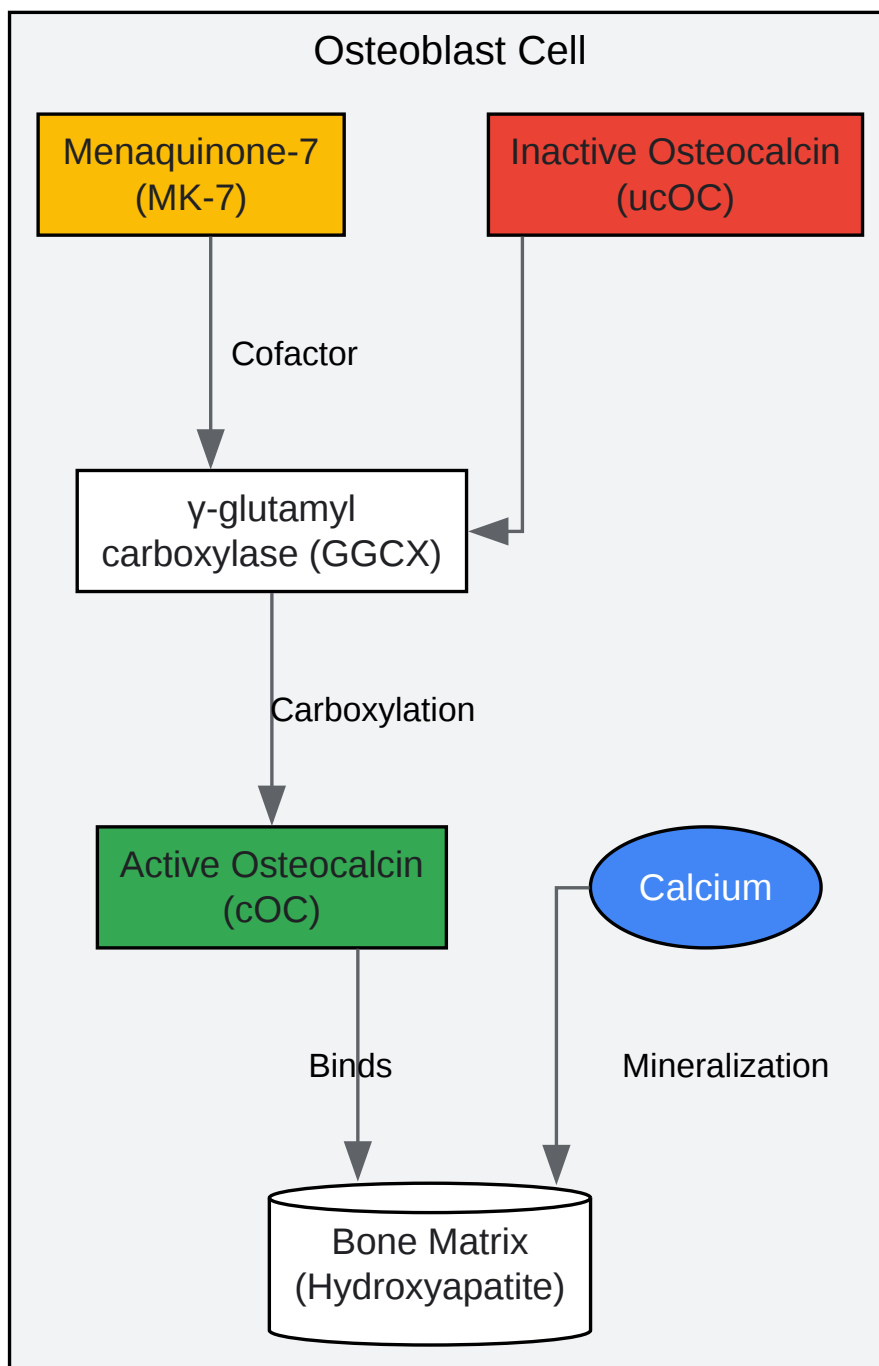 Osteoblast Cell
Menaquinone-7
(MK-7)
Inactive Osteocalcin
(ucOC)
Cofactor
γ-glutamyl
carboxylase (GGCX)
Carboxylation
Active Osteocalcin
(cOC)
Calcium
Binds
Mineralization
Bone Matrix
(Hydroxyapatite)